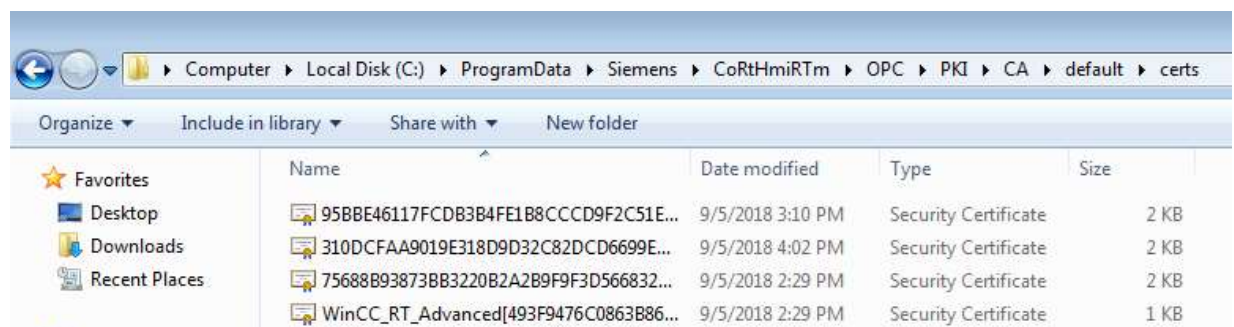 Computer Local Disk (C:) ProgramData Siemens CoRtHmiRTm OPC PKI CA default certs
Organize Include in library Share with New folder
Favorites
Desktop
Downloads
Recent Places
Name Date modified Type Size
95BBE46117FCDB3B4FE1B8CCCD9F2C51E... 9/5/2018 3:10 PM Security Certificate 2 KB
310DCFAA9019E318D9D32C82DCD6699E... 9/5/2018 4:02 PM Security Certificate 2 KB
75688B93873BB3220B2A2B9F9F3D566832... 9/5/2018 2:29 PM Security Certificate 2 KB
WinCC_RT_Advanced[493F9476C0863B86... 9/5/2018 2:29 PM Security Certificate 1 KB